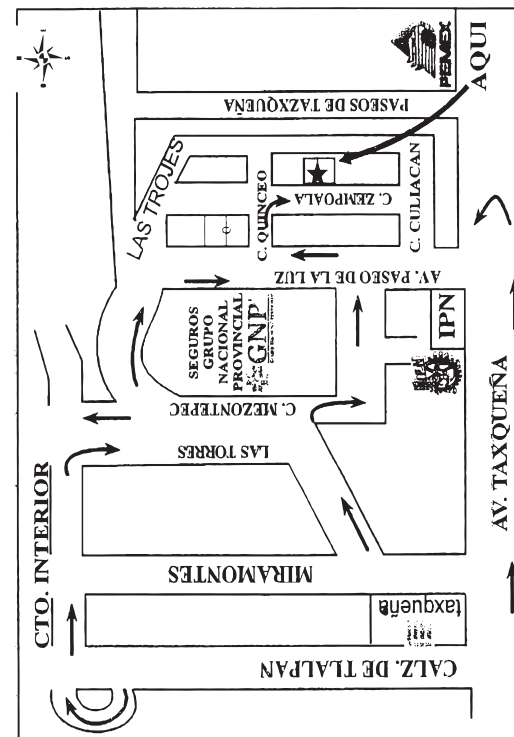 CTO. INTERIOR
LAS TROJES
PASEOS DE TAZXQUEÑA
PEMEX
AQUI
C. QUINCEO
C. ZEMPOALA
C. CULIACAN
AV. PASEO DE LA LUZ
SEGUROS
GRUPO
NACIONAL
PROVINCIAL
GNP
C. MEZONTEPEC
LAS TORRES
IPN
MIRAMONTES
taxqueña
CALZ. DE TLALPAN
AV. TAXQUEÑA